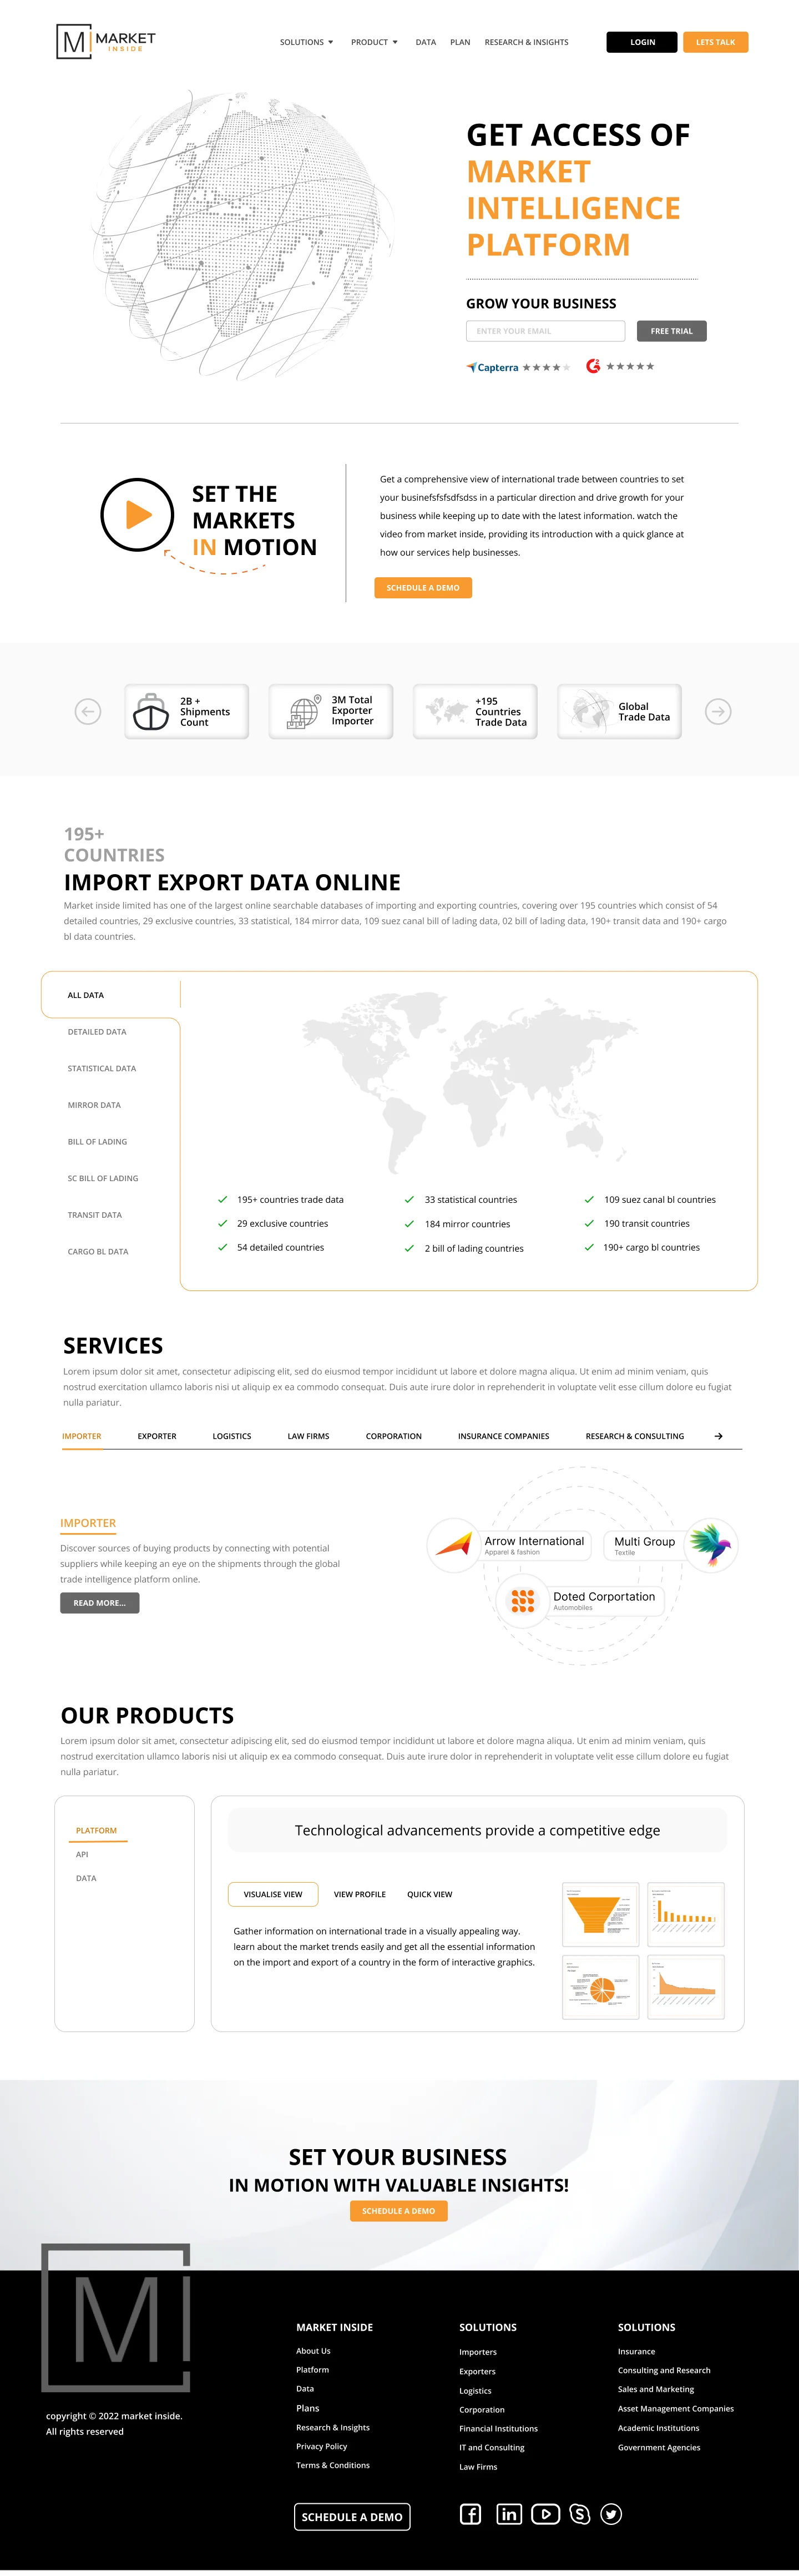 M MARKET
INSIDE
SOLUTIONS PRODUCT DATA PLAN RESEARCH & INSIGHTS LOGIN LETS TALK
GET ACCESS OF
MARKET
INTELLIGENCE
PLATFORM
GROW YOUR BUSINESS
ENTER YOUR EMAIL FREE TRIAL
Capterra G2
SET THE
MARKETS
IN MOTION
Get a comprehensive view of international trade between countries to set
your businefsfsfsdfsdss in a particular direction and drive growth for your
business while keeping up to date with the latest information. watch the
video from market inside, providing its introduction with a quick glance at
how our services help businesses.
SCHEDULE A DEMO
2B +
Shipments
Count
3M Total
Exporter
Importer
+195
Countries
Trade Data
Global
Trade Data
195+
COUNTRIES
IMPORT EXPORT DATA ONLINE
Market inside limited has one of the largest online searchable databases of importing and exporting countries, covering over 195 countries which consist of 54
detailed countries, 29 exclusive countries, 33 statistical, 184 mirror data, 109 suez canal bill of lading data, 02 bill of lading data, 190+ transit data and 190+ cargo
bl data countries.
ALL DATA
DETAILED DATA
STATISTICAL DATA
MIRROR DATA
BILL OF LADING
SC BILL OF LADING
TRANSIT DATA
CARGO BL DATA
195+ countries trade data
29 exclusive countries
54 detailed countries
33 statistical countries
184 mirror countries
2 bill of lading countries
109 suez canal bl countries
190 transit countries
190+ cargo bl countries
SERVICES
Lorem ipsum dolor sit amet, consectetur adipiscing elit, sed do eiusmod tempor incididunt ut labore et dolore magna aliqua. Ut enim ad minim veniam, quis
nostrud exercitation ullamco laboris nisi ut aliquip ex ea commodo consequat. Duis aute irure dolor in reprehenderit in voluptate velit esse cillum dolore eu fugiat
nulla pariatur.
IMPORTER EXPORTER LOGISTICS LAW FIRMS CORPORATION INSURANCE COMPANIES RESEARCH & CONSULTING
IMPORTER
Discover sources of buying products by connecting with potential
suppliers while keeping an eye on the shipments through the global
trade intelligence platform online.
READ MORE...
Arrow International
Apparel & fashion
Multi Group
Textile
Doted Corportation
Automobiles
OUR PRODUCTS
Lorem ipsum dolor sit amet, consectetur adipiscing elit, sed do eiusmod tempor incididunt ut labore et dolore magna aliqua. Ut enim ad minim veniam, quis
nostrud exercitation ullamco laboris nisi ut aliquip ex ea commodo consequat. Duis aute irure dolor in reprehenderit in voluptate velit esse cillum dolore eu fugiat
nulla pariatur.
PLATFORM
API
DATA
Technological advancements provide a competitive edge
VISUALISE VIEW VIEW PROFILE QUICK VIEW
Gather information on international trade in a visually appealing way.
learn about the market trends easily and get all the essential information
on the import and export of a country in the form of interactive graphics.
SET YOUR BUSINESS
IN MOTION WITH VALUABLE INSIGHTS!
SCHEDULE A DEMO
M
copyright © 2022 market inside.
All rights reserved
MARKET INSIDE
About Us
Platform
Data
Plans
Research & Insights
Privacy Policy
Terms & Conditions
SOLUTIONS
Importers
Exporters
Logistics
Corporation
Financial Institutions
IT and Consulting
Law Firms
SOLUTIONS
Insurance
Consulting and Research
Sales and Marketing
Asset Management Companies
Academic Institutions
Government Agencies
SCHEDULE A DEMO